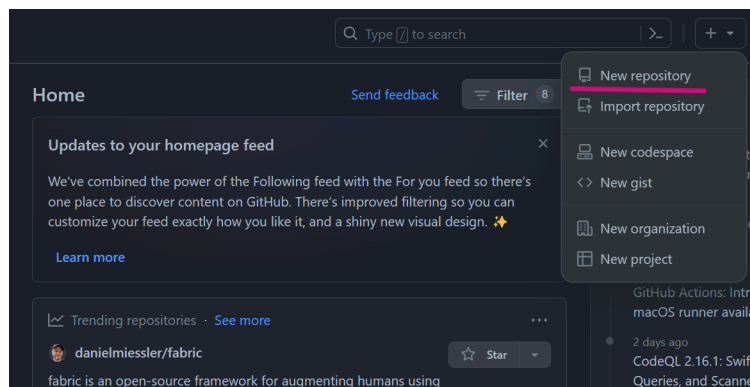 Type / to search
Home
Send feedback
Filter 8
Updates to your homepage feed
We've combined the power of the Following feed with the For you feed so there's
one place to discover content on GitHub. There's improved filtering so you can
customize your feed exactly how you like it, and a shiny new visual design. ✨
Learn more
Trending repositories · See more
danielmiessler/fabric
Star
fabric is an open-source framework for augmenting humans using
New repository
Import repository
New codespace
New gist
New organization
New project
GitHub Actions:
macOS runner
2 days ago
CodeQL 2.16.1:
Queries, and